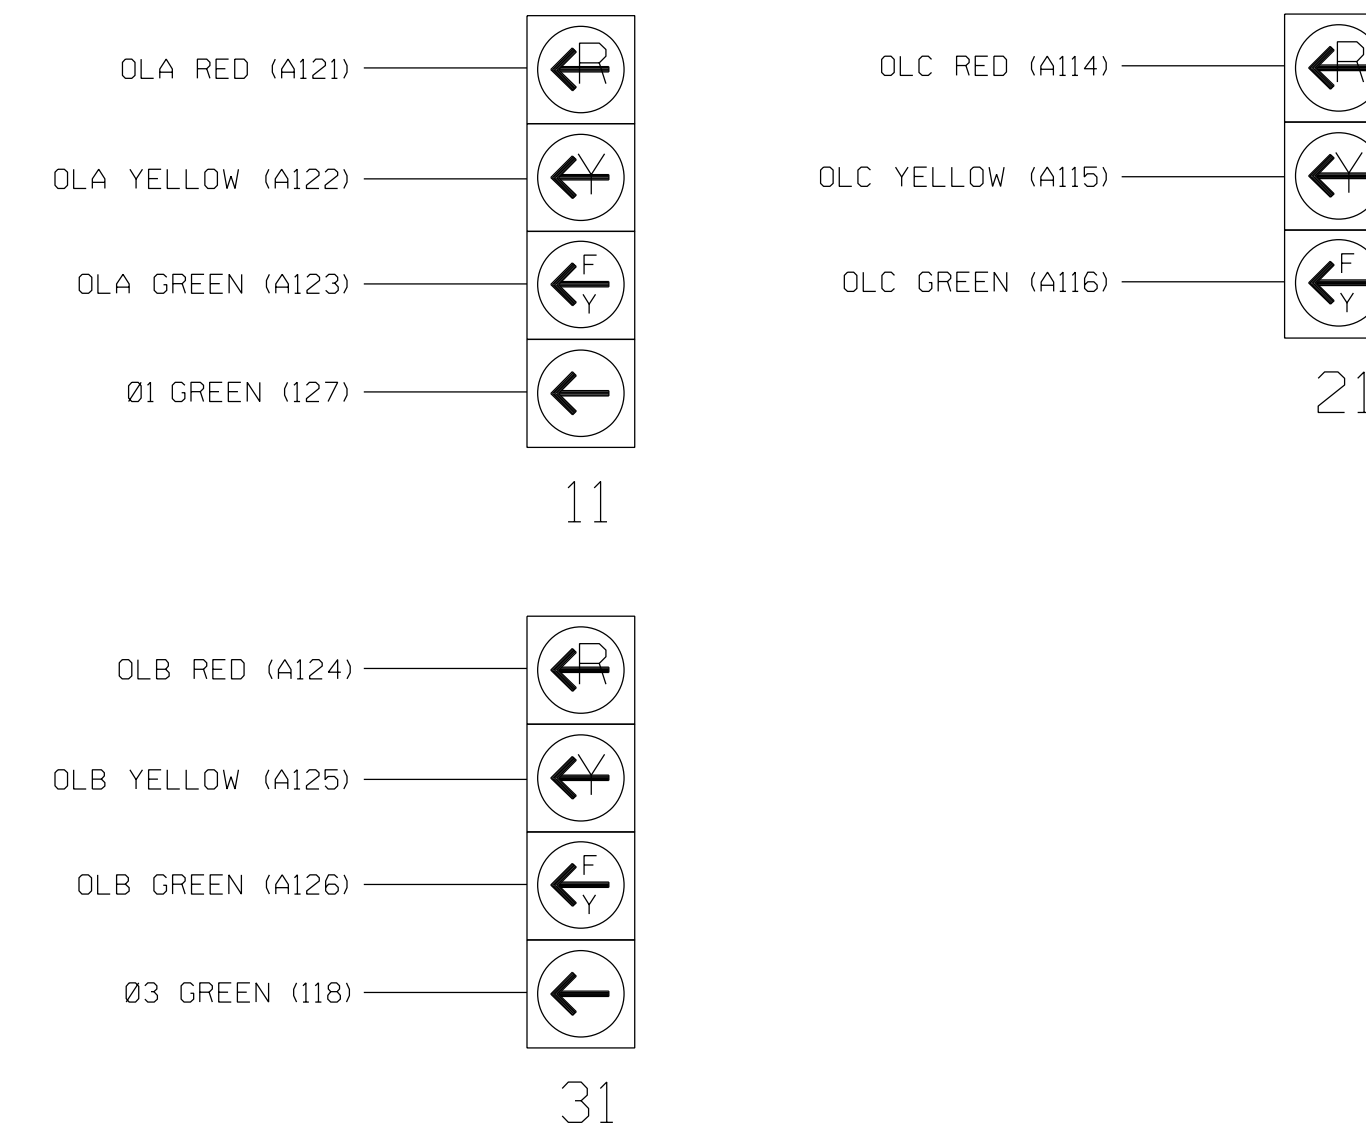 OLA RED (A121)
R
OLA YELLOW (A122)
Y
OLA GREEN (A123)
F
Y
Ø1 GREEN (127)
11
OLC RED (A114)
R
OLC YELLOW (A115)
Y
OLC GREEN (A116)
F
Y
21
OLB RED (A124)
R
OLB YELLOW (A125)
Y
OLB GREEN (A126)
F
Y
Ø3 GREEN (118)
31